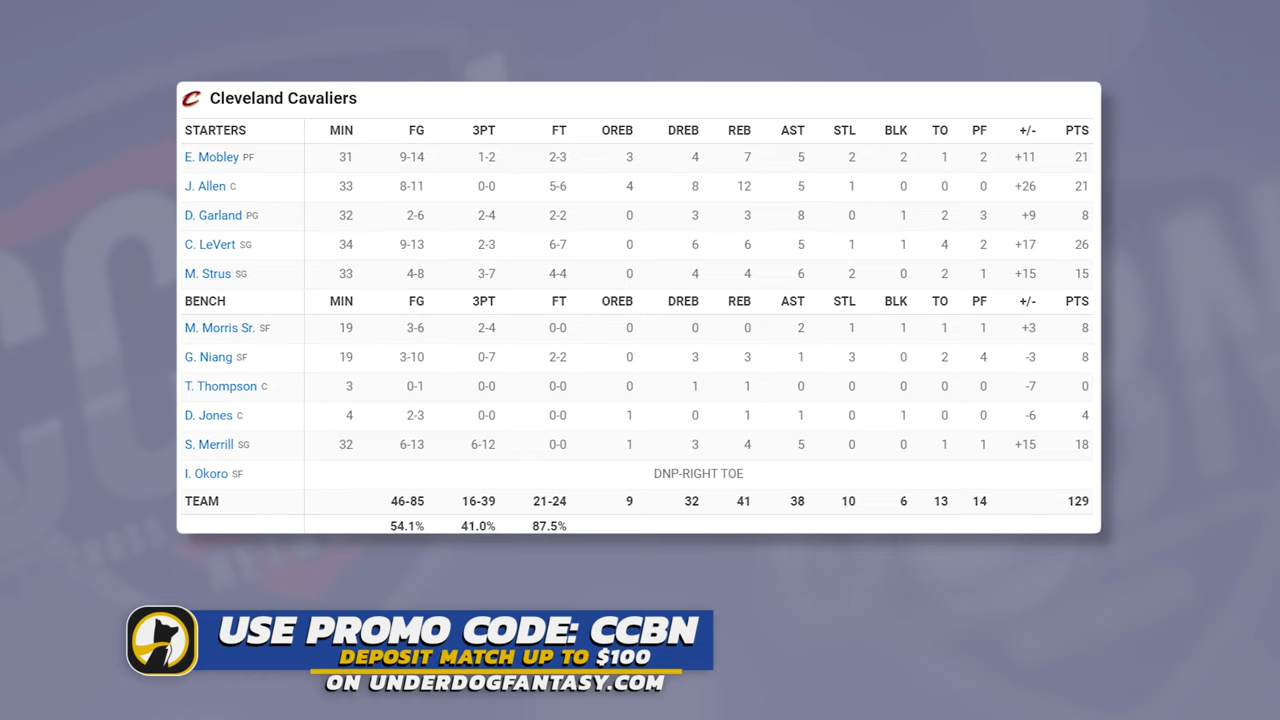 Cleveland Cavaliers
STARTERS MIN FG 3PT FT OREB DREB REB AST STL BLK TO PF +/- PTS
E. Mobley PF 31 9-14 1-2 2-3 3 4 7 5 2 2 1 2 +11 21
J. Allen C 33 8-11 0-0 5-6 4 8 12 5 1 0 0 0 +26 21
D. Garland PG 32 2-6 2-4 2-2 0 3 3 8 0 1 2 3 +9 8
C. LeVert SG 34 9-13 2-3 6-7 0 6 6 5 1 1 4 2 +17 26
M. Strus SG 33 4-8 3-7 4-4 0 4 4 6 2 0 2 1 +15 15
BENCH MIN FG 3PT FT OREB DREB REB AST STL BLK TO PF +/- PTS
M. Morris Sr. SF 19 3-6 2-4 0-0 0 0 0 2 1 1 1 1 +3 8
G. Niang SF 19 3-10 0-7 2-2 0 3 3 1 3 0 2 4 -3 8
T. Thompson C 3 0-1 0-0 0-0 0 1 1 0 0 0 0 0 -7 0
D. Jones C 4 2-3 0-0 0-0 1 0 1 1 0 1 0 0 -6 4
S. Merrill SG 32 6-13 6-12 0-0 1 3 4 5 0 0 1 1 +15 18
I. Okoro SF DNP-RIGHT TOE
TEAM 46-85 16-39 21-24 9 32 41 38 10 6 13 14 129
54.1% 41.0% 87.5%
USE PROMO CODE: CCBN
DEPOSIT MATCH UP TO $100
ON UNDERDOGFANTASY.COM